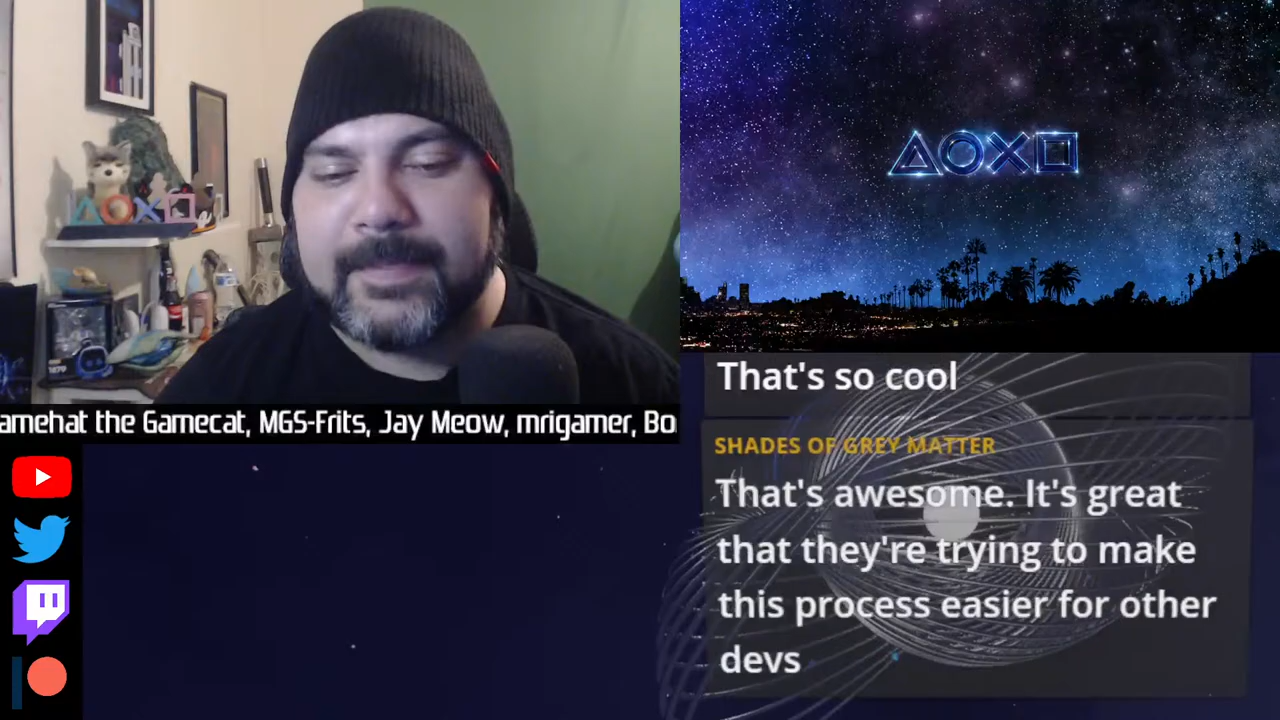 amehat the Gamecat, MGS-Frits, Jay Meow, mrigamer, Bo
That's so cool
SHADES OF GREY MATTER
That's awesome. It's great
that they're trying to make
this process easier for other
devs